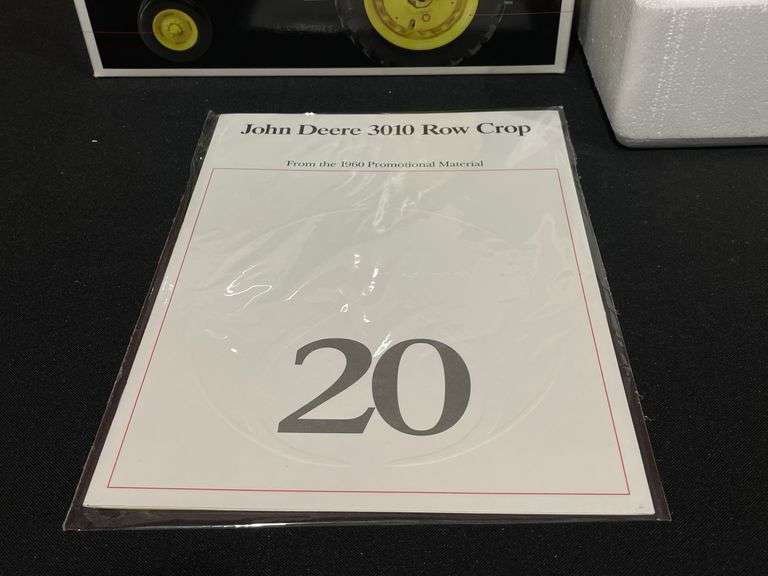 John Deere 3010 Row Crop
From the 1960 Promotional Material
20